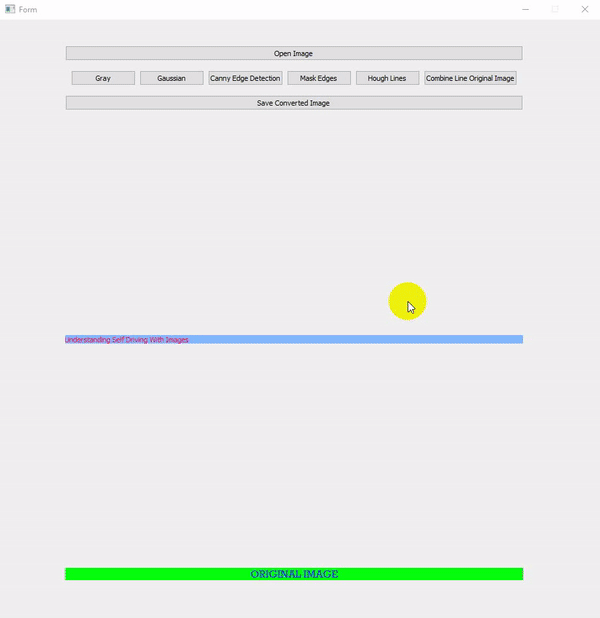 Form
Open Image
Gray Gaussian Canny Edge Detection Mask Edges Hough Lines Combine Line Original Image
Save Converted Image
Understanding Self Driving With Images
ORIGINAL IMAGE